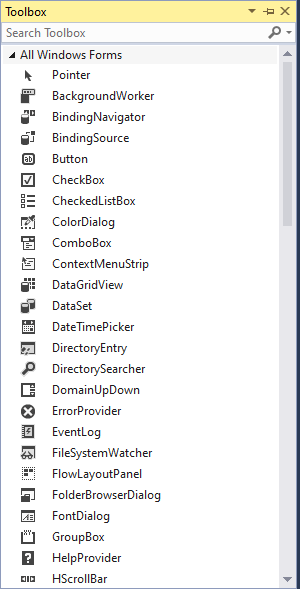 Toolbox
Search Toolbox
All Windows Forms
Pointer
BackgroundWorker
BindingNavigator
BindingSource
Button
CheckBox
CheckedListBox
ColorDialog
ComboBox
ContextMenuStrip
DataGridView
DataSet
DateTimePicker
DirectoryEntry
DirectorySearcher
DomainUpDown
ErrorProvider
EventLog
FileSystemWatcher
FlowLayoutPanel
FolderBrowserDialog
FontDialog
GroupBox
HelpProvider
HScrollBar